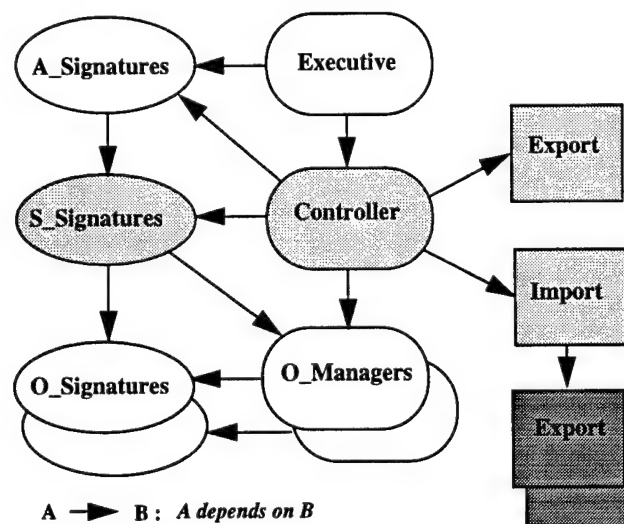 A_Signatures
Executive
Export
S_Signatures
Controller
Import
O_Signatures
O_Managers
Export
A → B : A depends on B